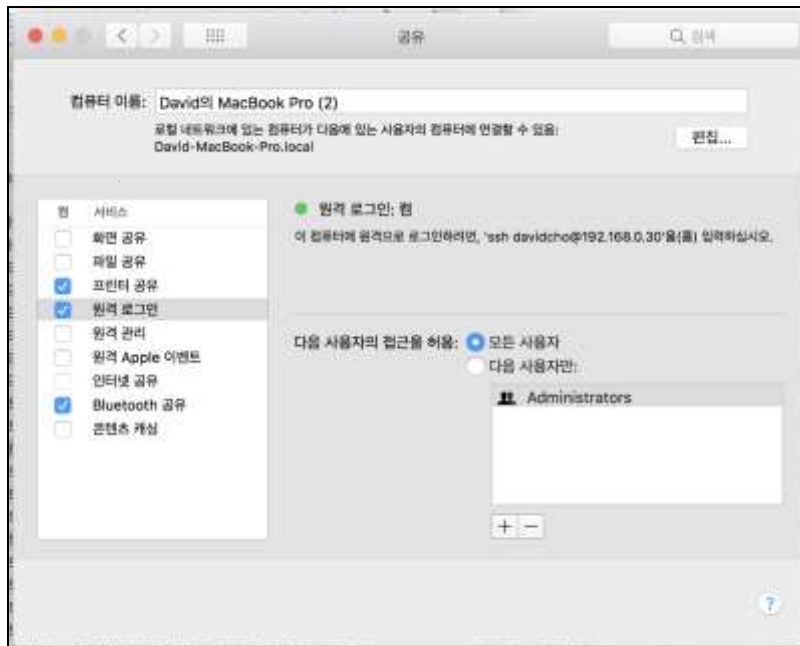 공유
검색
컴퓨터 이름: David의 MacBook Pro (2)
로컬 네트워크에 있는 컴퓨터가 다음에 있는 사용자의 컴퓨터에 연결할 수 있음:
David-MacBook-Pro.local
편집...
켬 서비스
화면 공유
파일 공유
프린터 공유
원격 로그인
원격 관리
원격 Apple 이벤트
인터넷 공유
Bluetooth 공유
콘텐츠 캐싱
원격 로그인: 켬
이 컴퓨터에 원격으로 로그인하려면, 'ssh davidcho@192.168.0.30'을(를) 입력하십시오.
다음 사용자의 접근을 허용: 모든 사용자
다음 사용자만:
Administrators
+ −
?